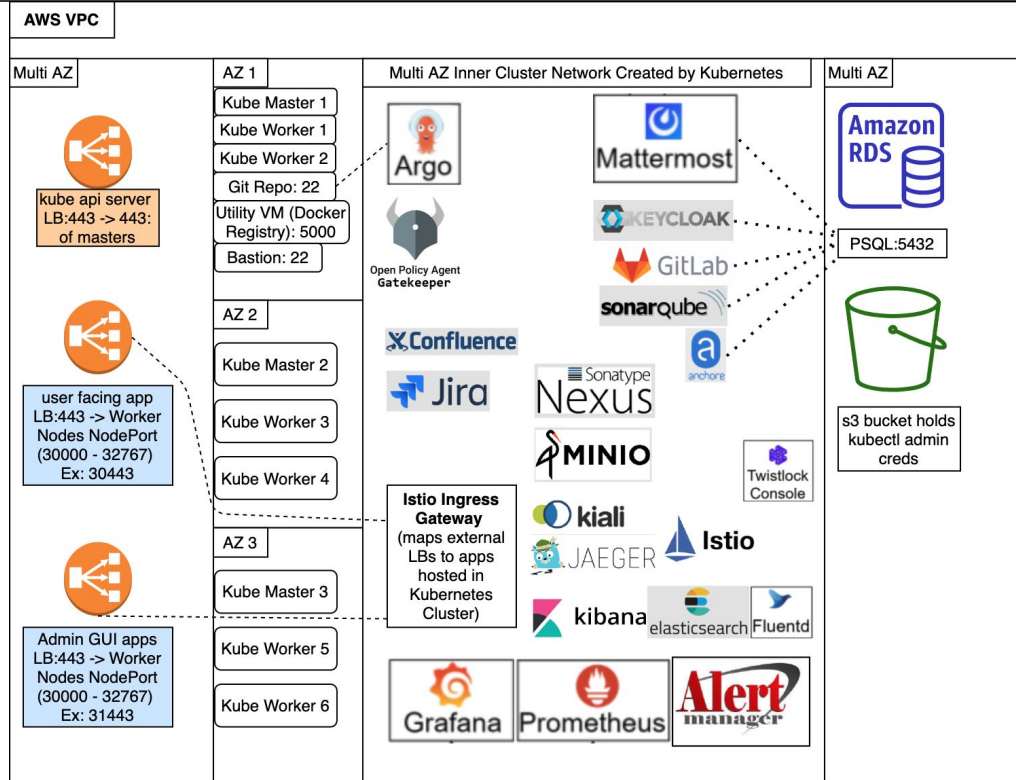 AWS VPC
Multi AZ
kube api server
LB:443 -> 443:
of masters
user facing app
LB:443 -> Worker
Nodes NodePort
(30000 - 32767)
Ex: 30443
Admin GUI apps
LB:443 -> Worker
Nodes NodePort
(30000 - 32767)
Ex: 31443
AZ 1
Kube Master 1
Kube Worker 1
Kube Worker 2
Git Repo: 22
Utility VM (Docker
Registry): 5000
Bastion: 22
AZ 2
Kube Master 2
Kube Worker 3
Kube Worker 4
AZ 3
Kube Master 3
Kube Worker 5
Kube Worker 6
Multi AZ Inner Cluster Network Created by Kubernetes
Argo
Mattermost
Open Policy Agent
Gatekeeper
KEYCLOAK
GitLab
sonarqube
anchore
Confluence
Jira
Sonatype
Nexus
MINIO
Twistlock
Console
Istio Ingress
Gateway
(maps external
LBs to apps
hosted in
Kubernetes
Cluster)
kiali
JAEGER
Istio
kibana
elasticsearch
Fluentd
Grafana
Prometheus
Alert
manager
Multi AZ
Amazon
RDS
PSQL:5432
s3 bucket holds
kubectl admin
creds